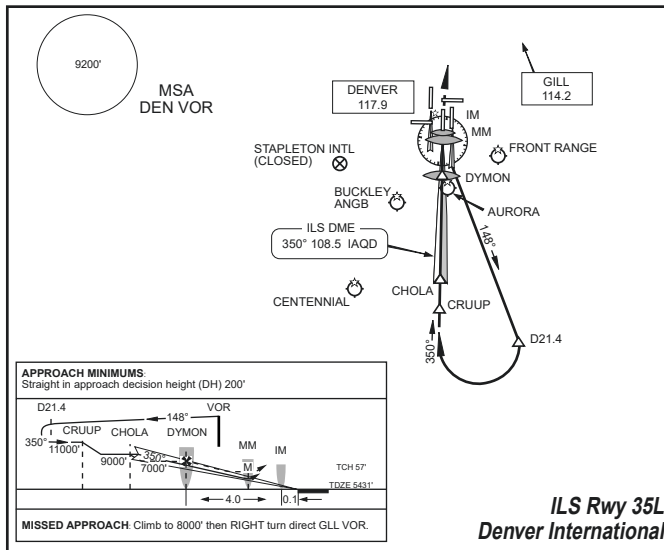 9200'
MSA
DEN VOR
DENVER
117.9
GILL
114.2
IM
MM
STAPLETON INTL
(CLOSED)
FRONT RANGE
DYMON
BUCKLEY
ANGB
AURORA
ILS DME
350° 108.5 IAQD
148°
CENTENNIAL
CHOLA
CRUUP
D21.4
350°
APPROACH MINIMUMS:
Straight in approach decision height (DH) 200'
D21.4
148°
VOR
CRUUP
CHOLA
DYMON
MM
IM
350°
11000'
9000'
350°
7000'
M
TCH 57'
TDZE 5431'
4.0
0.1
MISSED APPROACH: Climb to 8000' then RIGHT turn direct GLL VOR.
ILS Rwy 35L
Denver International